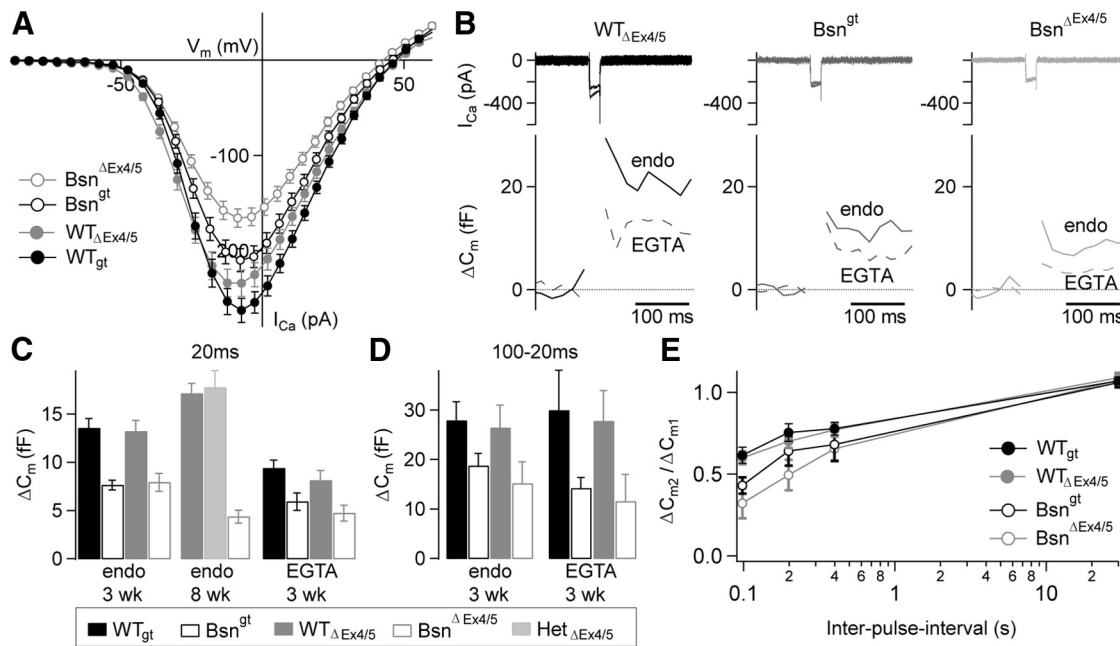 A
V_m (mV)
-50
50
-100
-200
I_Ca (pA)
Bsn^ΔEx4/5
Bsn^gt
WT_ΔEx4/5
WT_gt
B
WT_ΔEx4/5
Bsn^gt
Bsn^ΔEx4/5
I_Ca (pA)
0
-400
0
-400
0
-400
ΔC_m (fF)
20
0
endo
EGTA
100 ms
20
0
endo
EGTA
100 ms
20
0
endo
EGTA
100 ms
C
20ms
ΔC_m (fF)
15
10
5
0
endo
3 wk
endo
8 wk
EGTA
3 wk
D
100-20ms
ΔC_m (fF)
30
20
10
0
endo
3 wk
EGTA
3 wk
WT_gt
Bsn^gt
WT_ΔEx4/5
Bsn^ΔEx4/5
Het_ΔEx4/5
E
ΔC_m2 / ΔC_m1
1.0
0.5
0.0
WT_gt
WT_ΔEx4/5
Bsn^gt
Bsn^ΔEx4/5
0.1 2 4 6 8 1 2 4 6 8 10 2
Inter-pulse-interval (s)